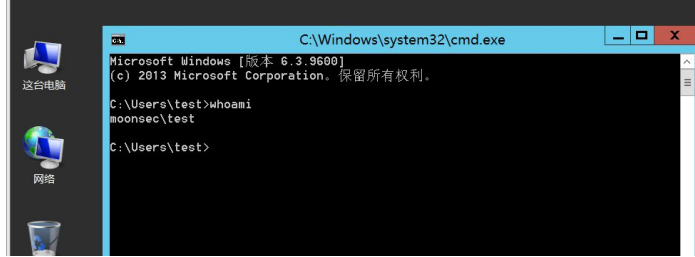 C:\Windows\system32\cmd.exe
Microsoft Windows [版本 6.3.9600]
(c) 2013 Microsoft Corporation。保留所有权利。
C:\Users\test>whoami
moonsec\test
C:\Users\test>
这台电脑
网络